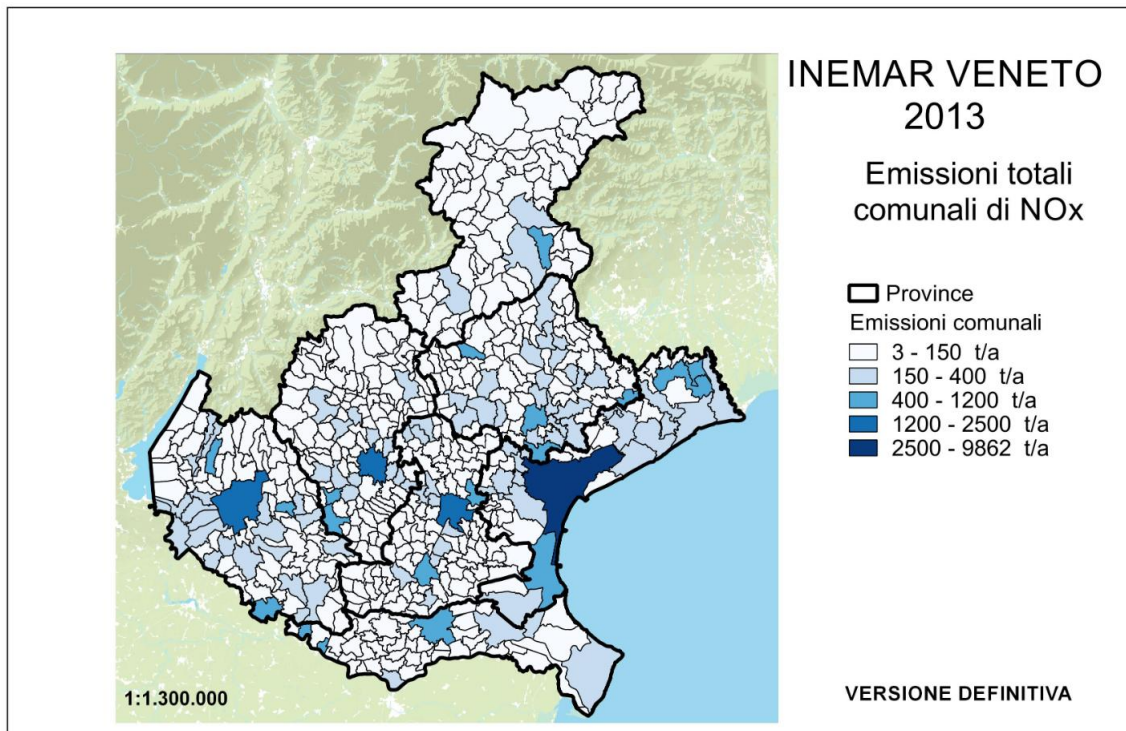 INEMAR VENETO
2013
Emissioni totali
comunali di NOx
Province
Emissioni comunali
3 - 150 t/a
150 - 400 t/a
400 - 1200 t/a
1200 - 2500 t/a
2500 - 9862 t/a
1:1.300.000
VERSIONE DEFINITIVA